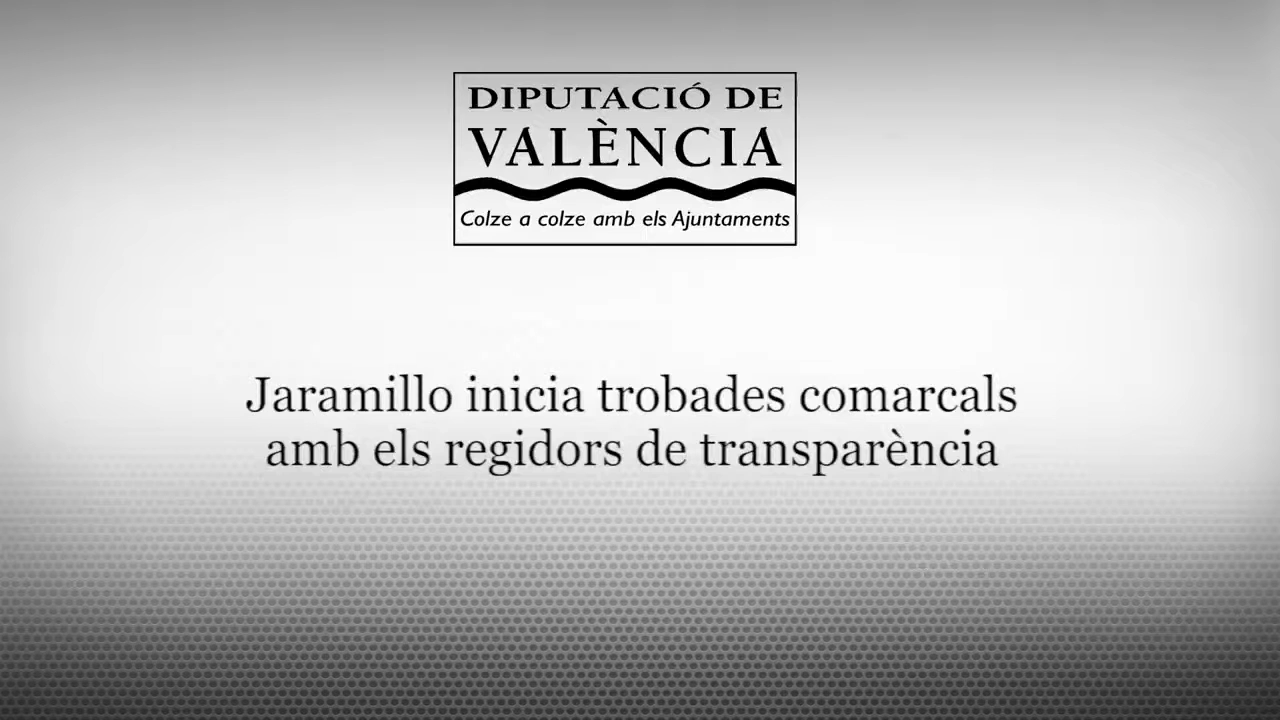 DIPUTACIÓ DE
VALÈNCIA
Colze a colze amb els Ajuntaments
Jaramillo inicia trobades comarcals
amb els regidors de transparència